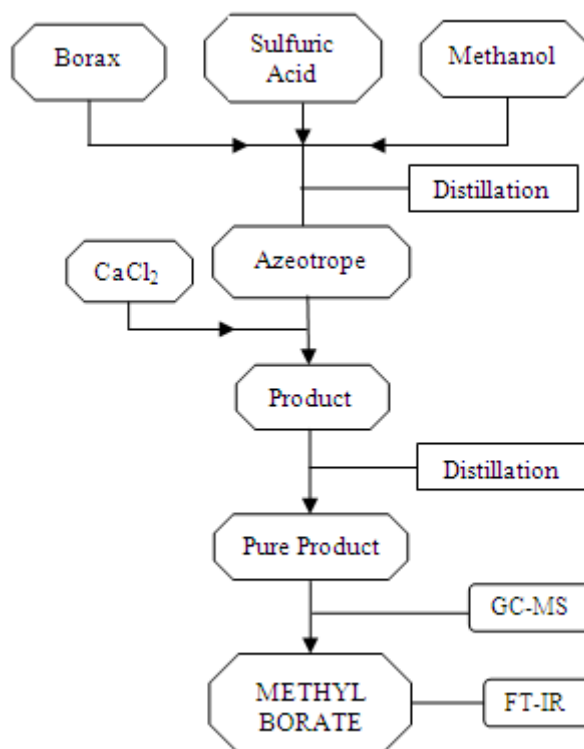 Borax
Sulfuric
Acid
Methanol
Distillation
Azeotrope
CaCl₂
Product
Distillation
Pure Product
GC-MS
METHYL
BORATE
FT-IR